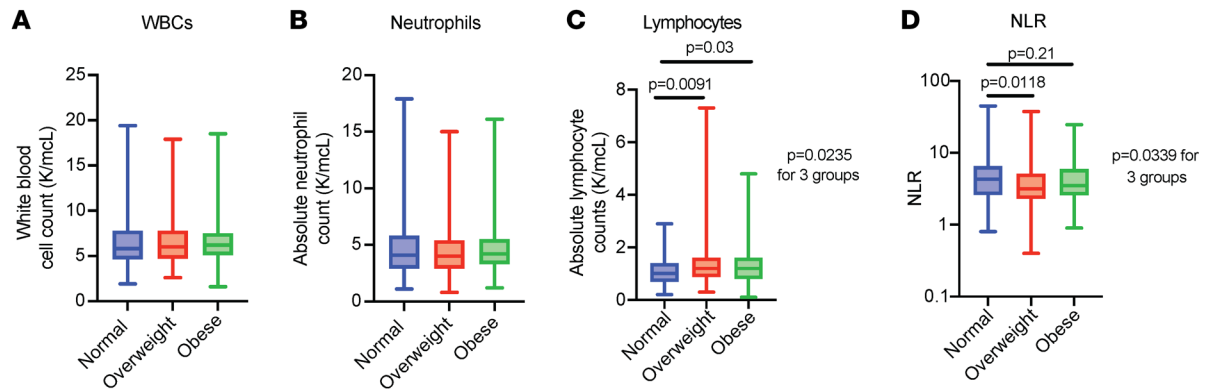 A
WBCs
White blood
cell count (K/mcL)
25
20
15
10
5
0
Normal
Overweight
Obese
B
Neutrophils
Absolute neutrophil
count (K/mcL)
20
15
10
5
0
Normal
Overweight
Obese
C
Lymphocytes
p=0.03
p=0.0091
Absolute lymphocyte
counts (K/mcL)
8
6
4
2
0
p=0.0235
for 3 groups
Normal
Overweight
Obese
D
NLR
p=0.21
p=0.0118
NLR
100
10
1
0.1
p=0.0339 for
3 groups
Normal
Overweight
Obese